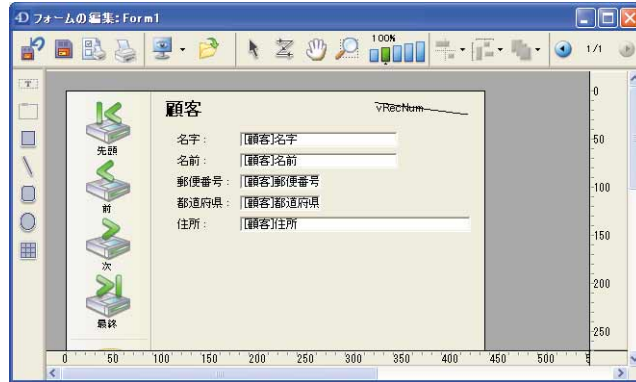 4D フォームの編集: Form1
100%
1/1
T
顧客
vRecNum
先頭
名字 :
[顧客]名字
名前 :
[顧客]名前
郵便番号 :
[顧客]郵便番号
前
都道府県 :
[顧客]都道府県
住所 :
[顧客]住所
次
最終
0
50
100
150
200
250
0
50
100
150
200
250
300
350
400
450
500